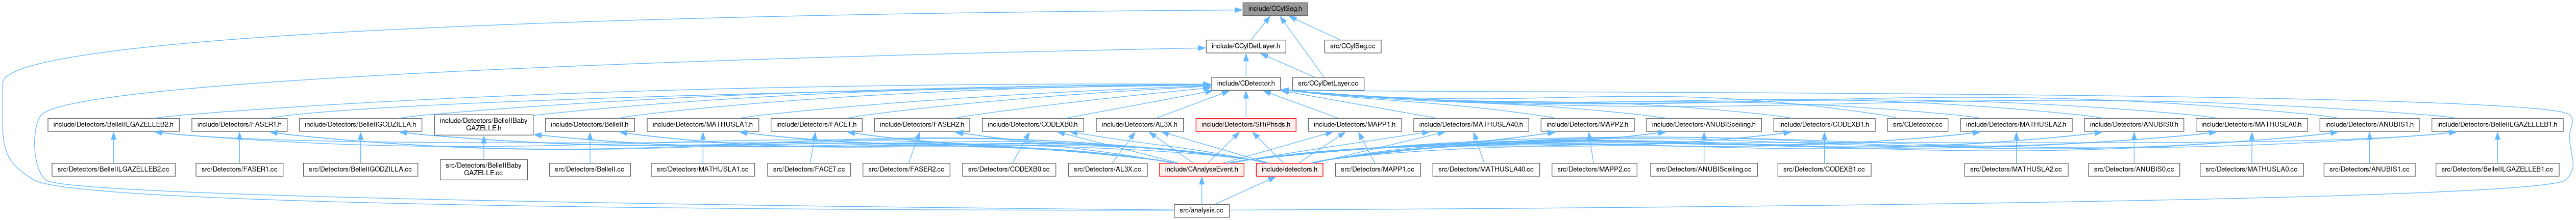 include/CCylSeg.h
include/CCylDetLayer.h
src/CCylSeg.cc
include/CDetector.h
src/CCylDetLayer.cc
include/Detectors/BelleIILGAZELLEB2.h
include/Detectors/FASER1.h
include/Detectors/BelleIIGODZILLA.h
include/Detectors/BelleIIBaby
GAZELLE.h
include/Detectors/BelleII.h
include/Detectors/MATHUSLA1.h
include/Detectors/FACET.h
include/Detectors/FASER2.h
include/Detectors/CODEXB0.h
include/Detectors/AL3X.h
include/Detectors/SHiPhsds.h
include/Detectors/MAPP1.h
include/Detectors/MATHUSLA40.h
include/Detectors/MAPP2.h
include/Detectors/ANUBISceiling.h
include/Detectors/CODEXB1.h
src/CDetector.cc
include/Detectors/MATHUSLA2.h
include/Detectors/ANUBIS0.h
include/Detectors/MATHUSLA0.h
include/Detectors/ANUBIS1.h
include/Detectors/BelleIILGAZELLEB1.h
src/Detectors/BelleIILGAZELLEB2.cc
src/Detectors/FASER1.cc
src/Detectors/BelleIIGODZILLA.cc
src/Detectors/BelleIIBaby
GAZELLE.cc
src/Detectors/BelleII.cc
src/Detectors/MATHUSLA1.cc
src/Detectors/FACET.cc
src/Detectors/FASER2.cc
src/Detectors/CODEXB0.cc
src/Detectors/AL3X.cc
include/CAnalyseEvent.h
include/detectors.h
src/Detectors/MAPP1.cc
src/Detectors/MATHUSLA40.cc
src/Detectors/MAPP2.cc
src/Detectors/ANUBISceiling.cc
src/Detectors/CODEXB1.cc
src/Detectors/MATHUSLA2.cc
src/Detectors/ANUBIS0.cc
src/Detectors/MATHUSLA0.cc
src/Detectors/ANUBIS1.cc
src/Detectors/BelleIILGAZELLEB1.cc
src/analysis.cc